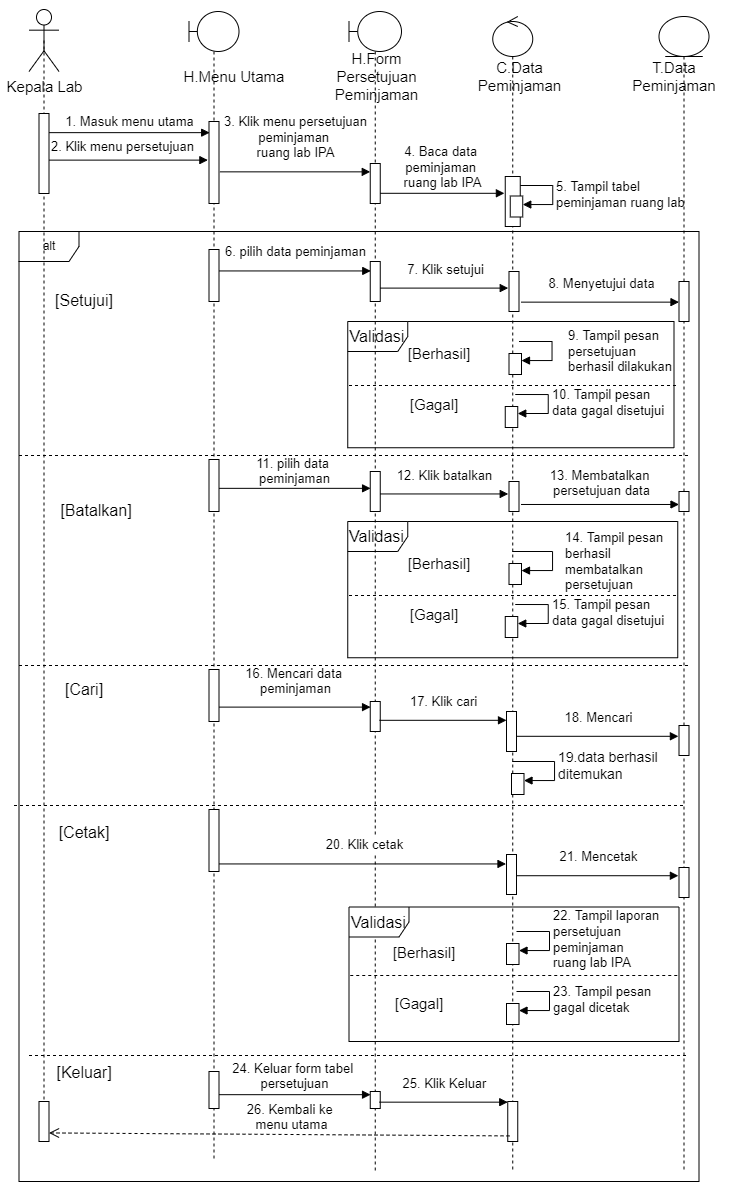 Kepala Lab
H.Menu Utama
H.Form
Persetujuan
Peminjaman
C.Data
Peminjaman
T.Data
Peminjaman
1. Masuk menu utama
2. Klik menu persetujuan
3. Klik menu persetujuan
peminjaman
ruang lab IPA
4. Baca data
peminjaman
ruang lab IPA
5. Tampil tabel
peminjaman ruang lab
alt
[Setujui]
6. pilih data peminjaman
7. Klik setujui
8. Menyetujui data
Validasi
[Berhasil]
9. Tampil pesan
persetujuan
berhasil dilakukan
[Gagal]
10. Tampil pesan
data gagal disetujui
[Batalkan]
11. pilih data
peminjaman
12. Klik batalkan
13. Membatalkan
persetujuan data
Validasi
[Berhasil]
14. Tampil pesan
berhasil
membatalkan
persetujuan
[Gagal]
15. Tampil pesan
data gagal disetujui
[Cari]
16. Mencari data
peminjaman
17. Klik cari
18. Mencari
19.data berhasil
ditemukan
[Cetak]
20. Klik cetak
21. Mencetak
Validasi
[Berhasil]
22. Tampil laporan
persetujuan
peminjaman
ruang lab IPA
[Gagal]
23. Tampil pesan
gagal dicetak
[Keluar]
24. Keluar form tabel
persetujuan
25. Klik Keluar
26. Kembali ke
menu utama